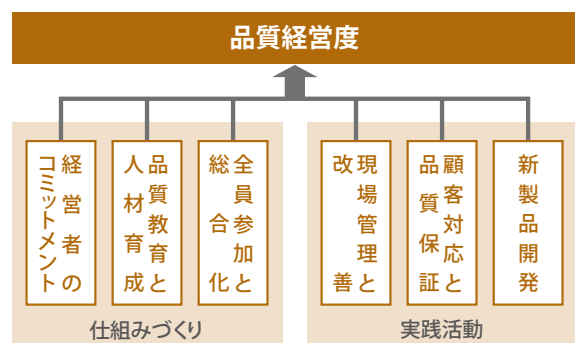 品質経営度
経営者の
コミットメント
品質教育と
人材育成
全員参加と
総合化
現場管理と
改善
顧客対応と
品質保証
新製品開発
仕組みづくり
実践活動